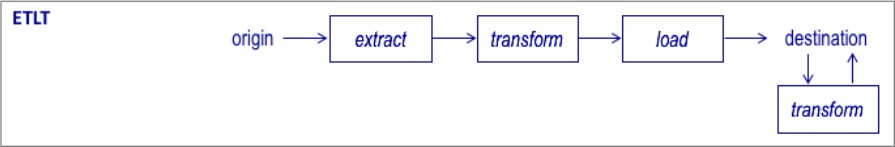 ETLT
origin extract transform load destination
transform